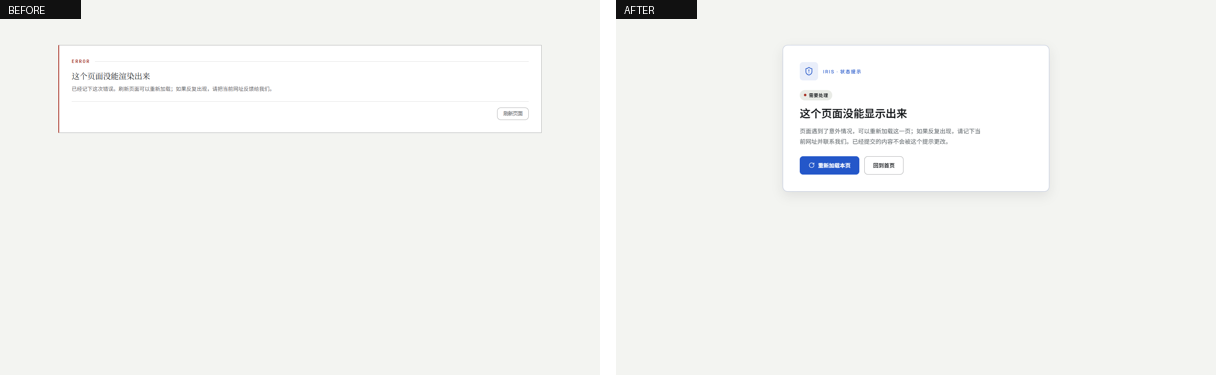 BEFORE
ERROR
这个页面没能渲染出来
已经记下这次错误。刷新页面可以重新加载；如果反复出现，请把当前网址反馈给我们。
刷新页面
AFTER
IRIS · 状态提示
需要处理
这个页面没能显示出来
页面遇到了意外情况。可以重新加载这一页；如果反复出现，请记下当
前网址并联系我们。已经提交的内容不会被这个提示更改。
重新加载本页
回到首页